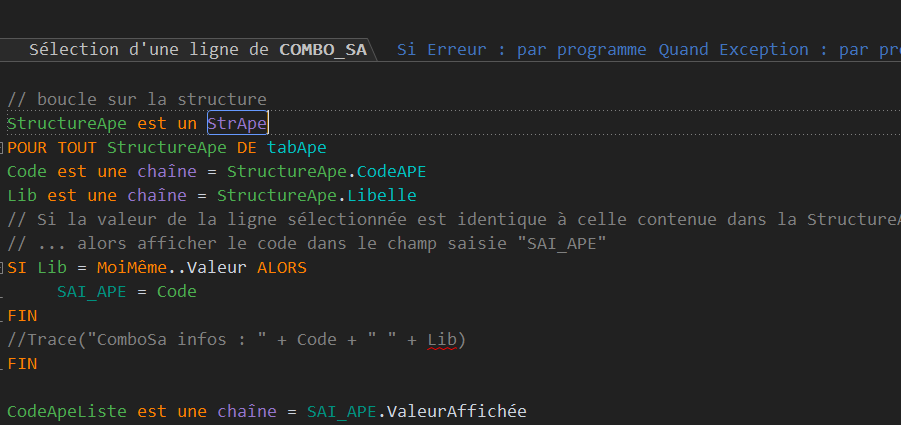 Sélection d'une ligne de COMBO_SA Si Erreur : par programme Quand Exception : par pr
// boucle sur la structure
StructureApe est un StrApe
POUR TOUT StructureApe DE tabApe
Code est une chaîne = StructureApe.CodeAPE
Lib est une chaîne = StructureApe.Libelle
// Si la valeur de la ligne sélectionnée est identique à celle contenue dans la StructureA
// ... alors afficher le code dans le champ saisie "SAI_APE"
SI Lib = MoiMême..Valeur ALORS
SAI_APE = Code
FIN
//Trace("ComboSa infos : " + Code + " " + Lib)
FIN
CodeApeListe est une chaîne = SAI_APE.ValeurAffichée